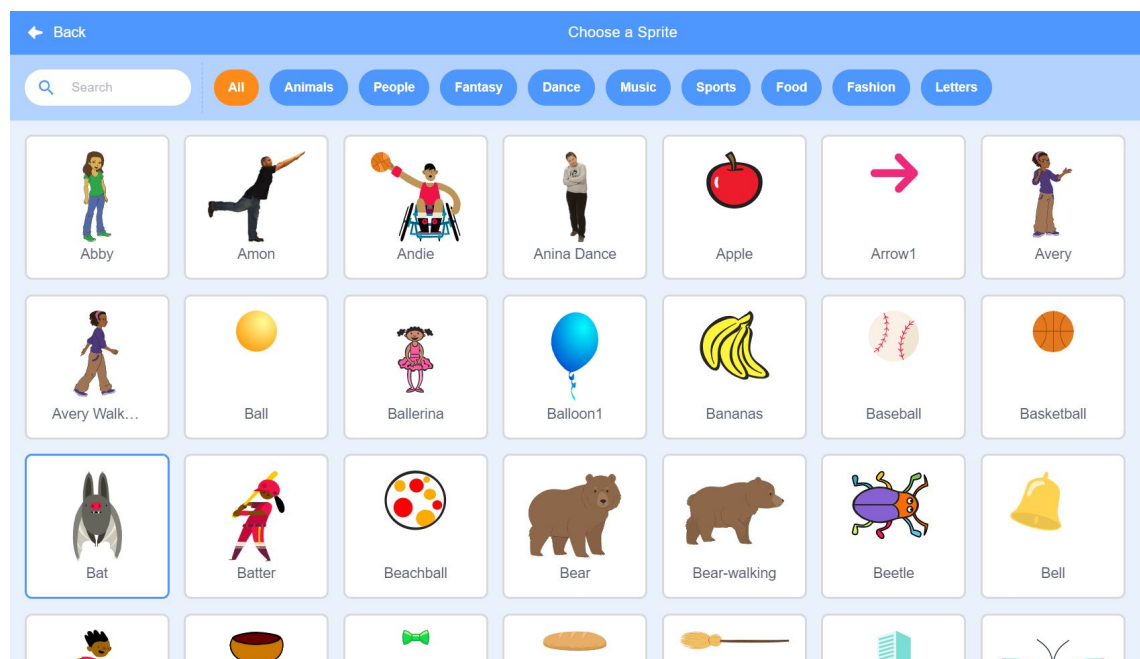 Back
Choose a Sprite
Search
All
Animals
People
Fantasy
Dance
Music
Sports
Food
Fashion
Letters
Abby
Amon
Andie
Anina Dance
Apple
Arrow1
Avery
Avery Walk...
Ball
Ballerina
Balloon1
Bananas
Baseball
Basketball
Bat
Batter
Beachball
Bear
Bear-walking
Beetle
Bell